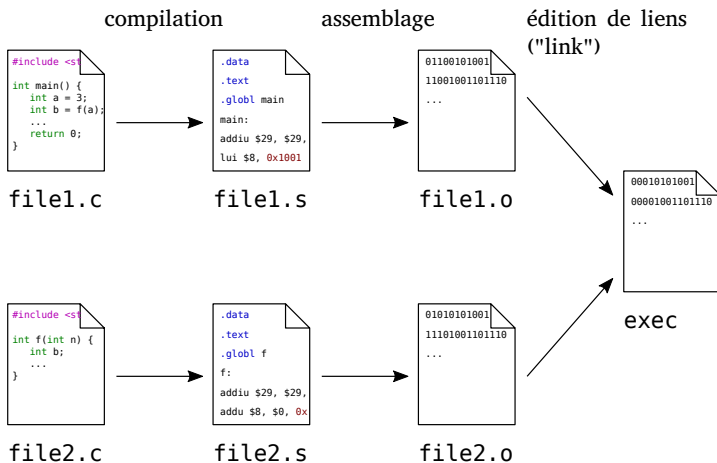 compilation
assemblage
édition de liens
("link")
#include <st
int main() {
int a = 3;
int b = f(a);
...
return 0;
}
file1.c
.data
.text
.globl main
main:
addiu $29, $29,
lui $8, 0x1001
file1.s
01100101001
11001001101110
...
file1.o
00010101001
00001001101110
...
exec
#include <st
int f(int n) {
int b;
...
}
file2.c
.data
.text
.globl f
f:
addiu $29, $29,
addu $8, $0, 0x
file2.s
01010101001
11101001101110
...
file2.o